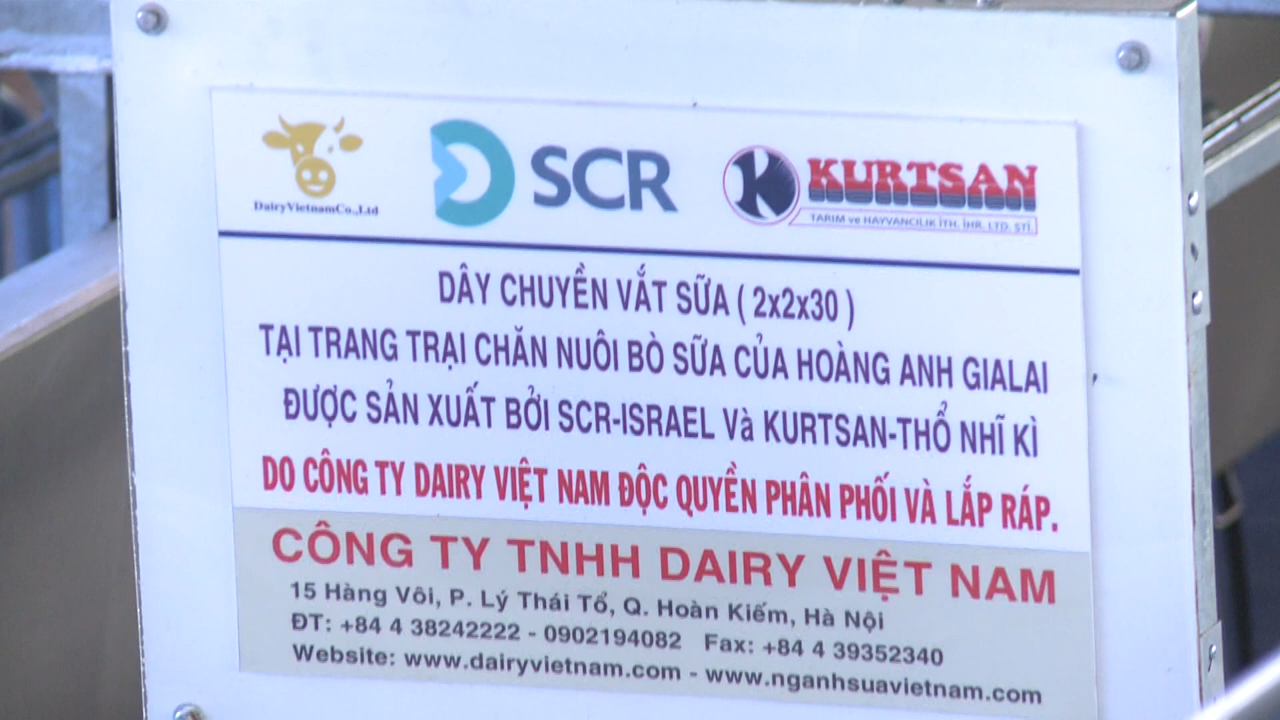 DairyVietnamCo.,Ltd
SCR
K KURTSAN
TARIM ve HAYVANCILIK İTH. İHR. LTD. ŞTİ.
DÂY CHUYỀN VẮT SỮA ( 2x2x30 )
TẠI TRANG TRẠI CHĂN NUÔI BÒ SỮA CỦA HOÀNG ANH GIALAI
ĐƯỢC SẢN XUẤT BỞI SCR-ISRAEL Và KURTSAN-THỔ NHĨ KÌ
DO CÔNG TY DAIRY VIỆT NAM ĐỘC QUYỀN PHÂN PHỐI VÀ LẮP RÁP.
CÔNG TY TNHH DAIRY VIỆT NAM
15 Hàng Vôi, P. Lý Thái Tổ, Q. Hoàn Kiếm, Hà Nội
ĐT: +84 4 38242222 - 0902194082 Fax: +84 4 39352340
Website: www.dairyvietnam.com - www.nganhsuavietnam.com